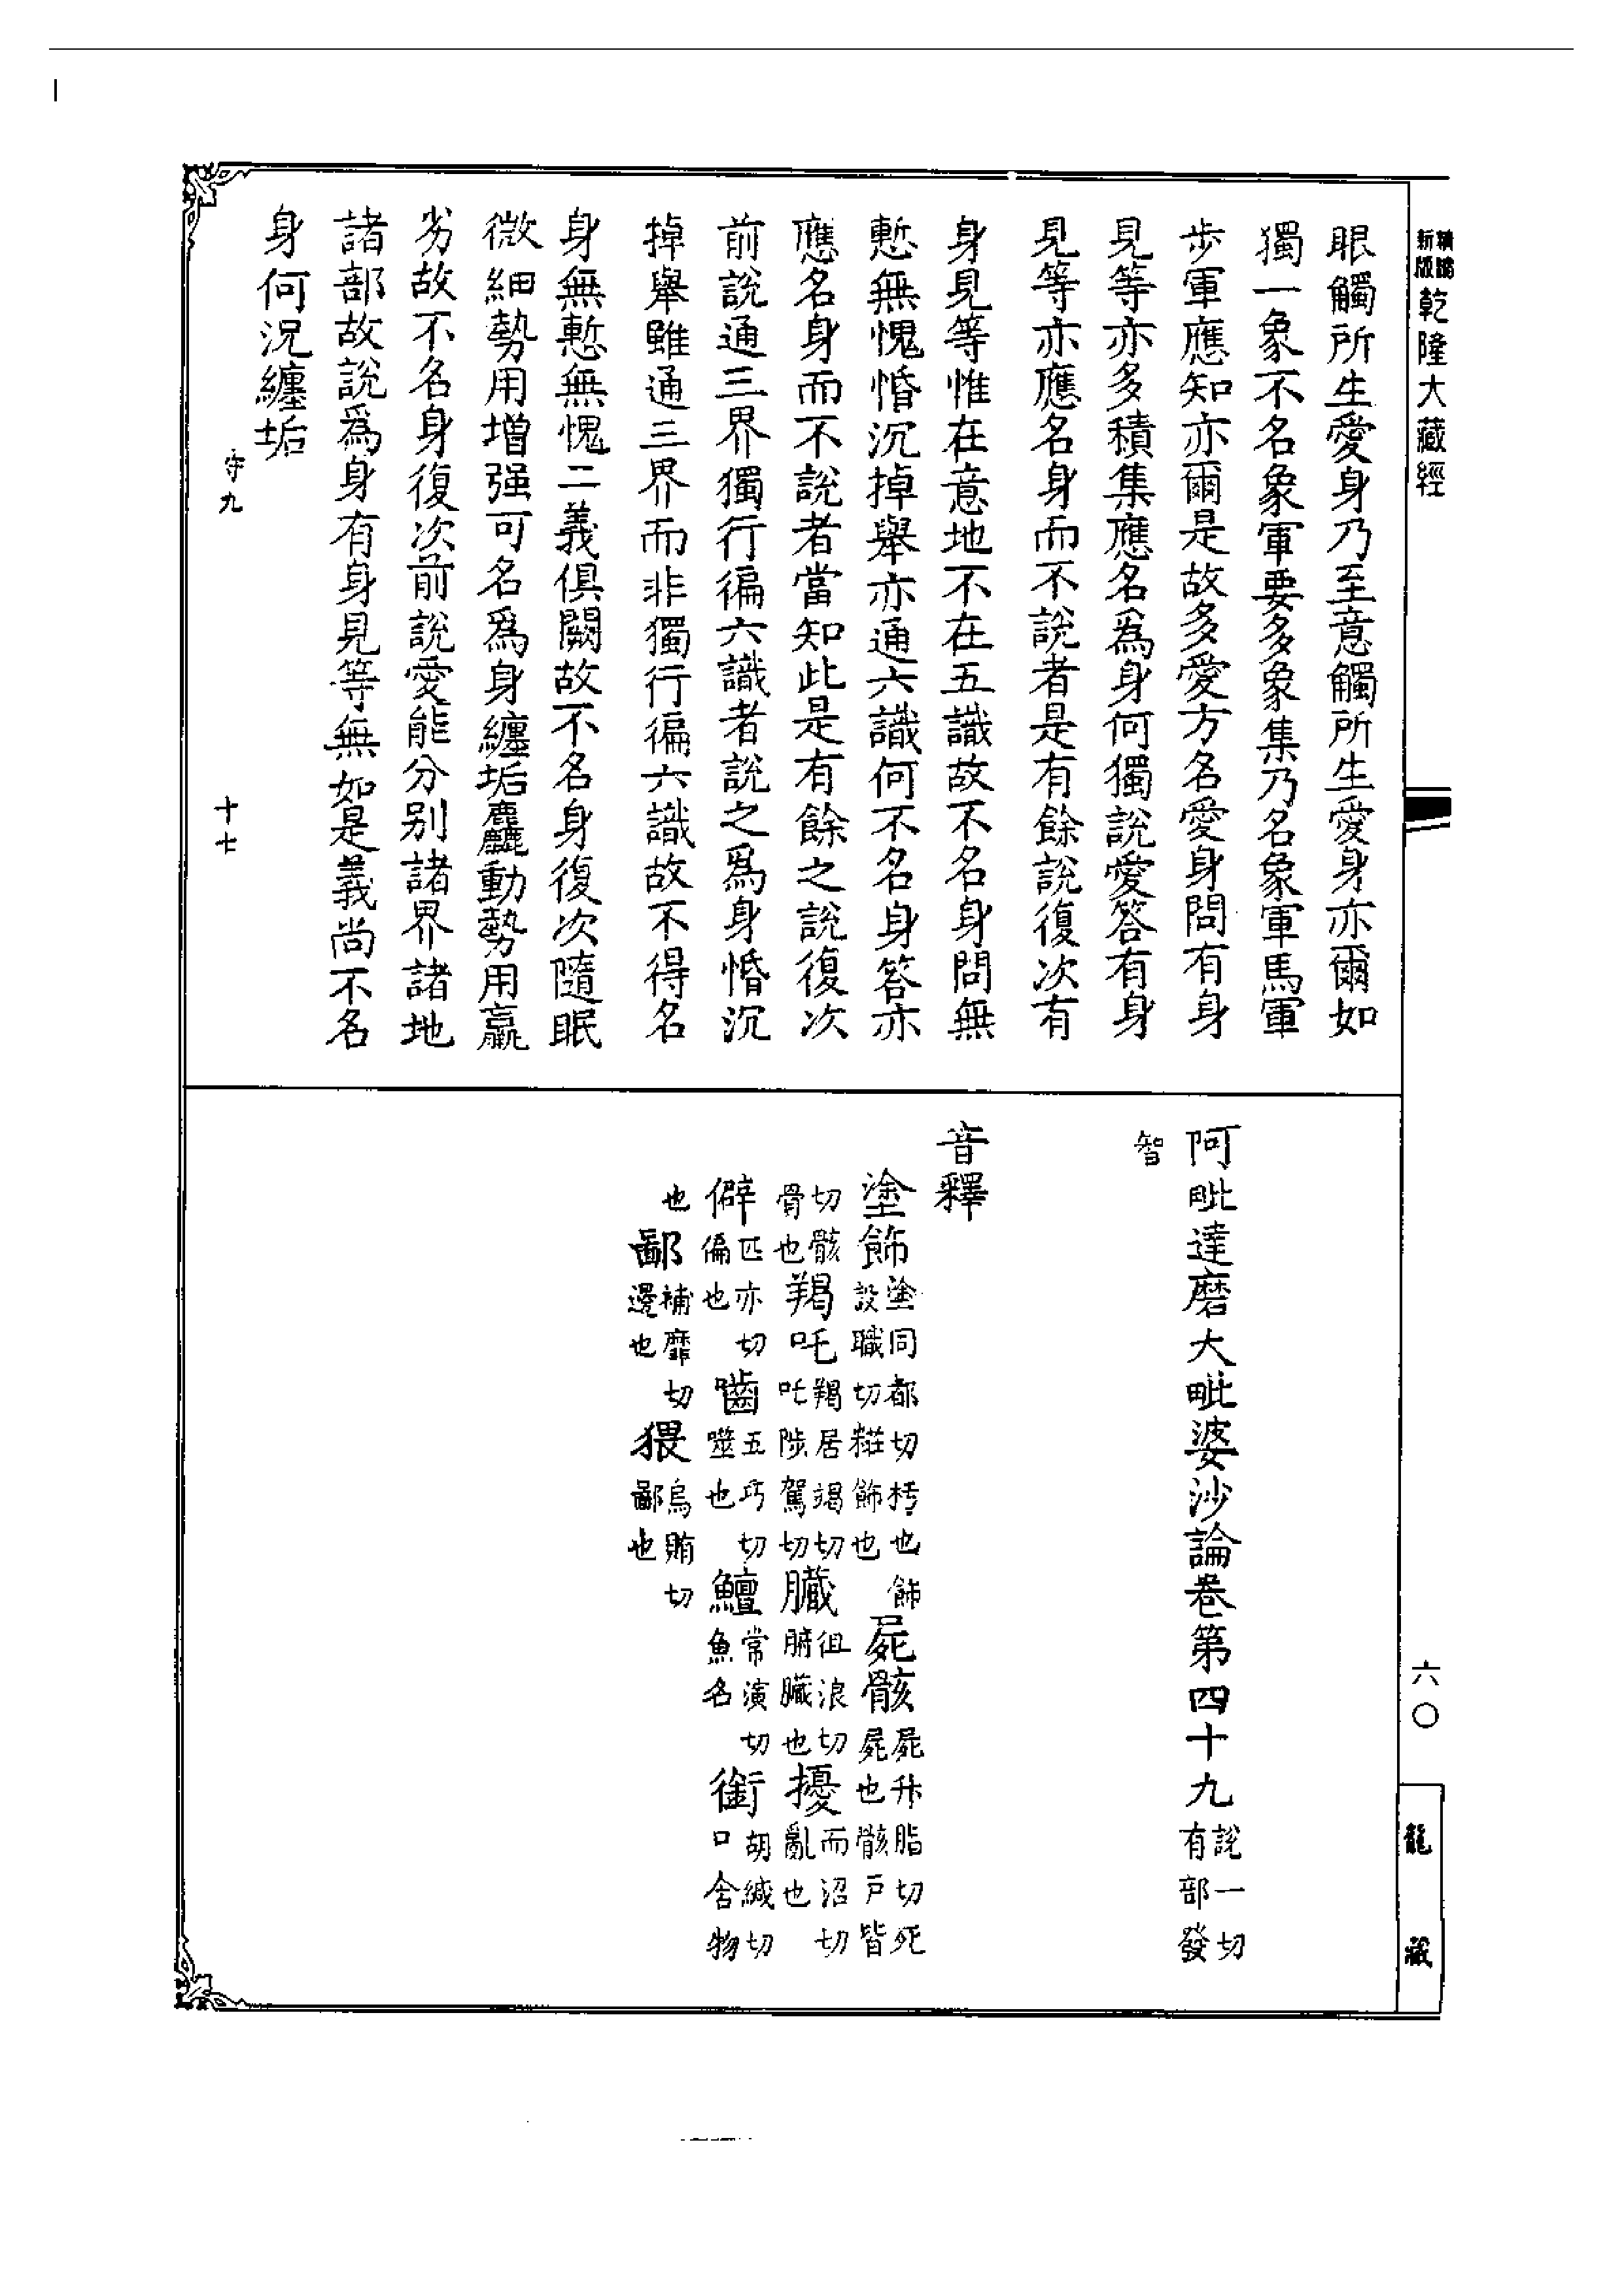 精雕新版乾隆大藏經
眼觸所生愛身乃至意觸所生愛身亦爾如
獨一象不名象軍要多象集乃名象軍馬軍
步軍應知亦爾是故多愛方名愛身問有身
見等亦多積集應名爲身何獨說愛答有身
見等亦應名身而不說者是有餘說復次有
身見等惟在意地不在五識故不名身問無
慙無愧惛沉掉舉亦通六識何不名身答亦
應名身而不說者當知此是有餘之說復次
前說通三界獨行徧六識者說之爲身惛沉
掉舉雖通三界而非獨行徧六識故不得名
身無慙無愧二義俱闕故不名身復次隨眠
微細勢用增强可名爲身纏垢麤動勢用羸
劣故不名身復次前說愛能分別諸界諸地
諸部故說爲身有身見等無如是義尚不名
身何況纏垢
守九
十七
阿毗達磨大毗婆沙論卷第四十九說一切有部發
智
音釋
塗飾塗同都切杇也飾設職切糚飾也屍骸屍升脂切死屍也骸戸皆
切骸骨也羯吒羯居竭切吒陟駕切臟徂浪切腑臟也擾而沼切亂也
僻匹亦切偏也嚙五巧切噬也鱣常演切魚名銜胡緘切口含物
也鄙補靡切邊也猥烏賄切鄙也
六〇
龍藏